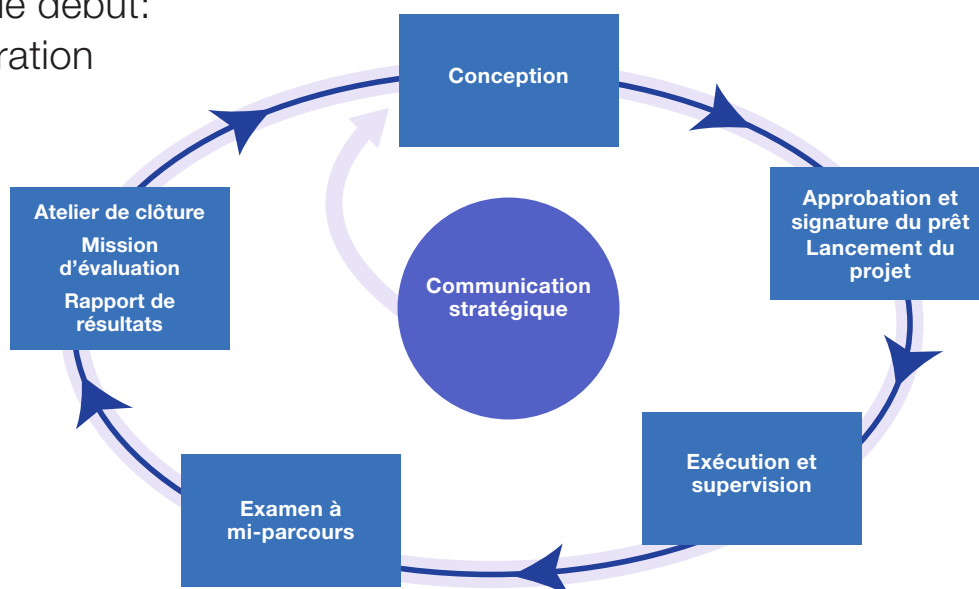 début:
Conception
Approbation et
signature du prêt
Lancement du
projet
Exécution et
supervision
Examen à
mi-parcours
Atelier de clôture
Mission
d’évaluation
Rapport de
résultats
Communication
stratégique